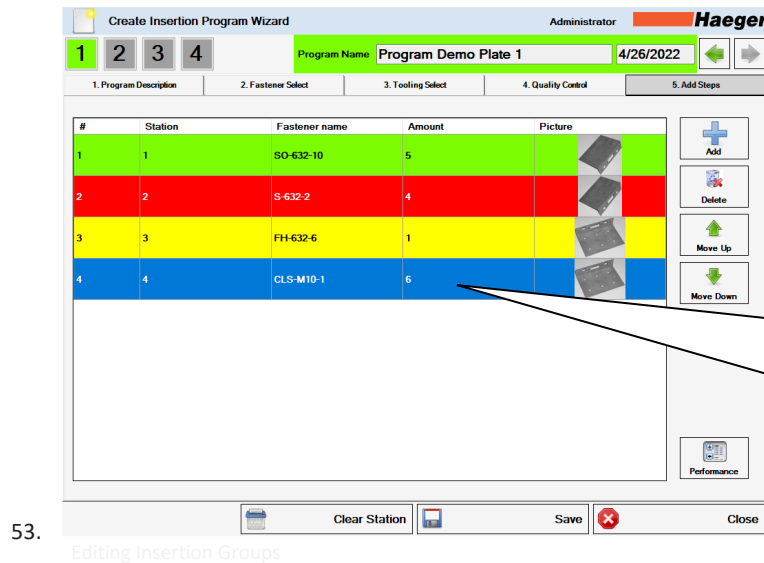 Create Insertion Program Wizard Administrator Haeger
1 2 3 4 Program Name Program Demo Plate 1 4/26/2022
1. Program Description 2. Fastener Select 3. Tooling Select 4. Quality Control 5. Add Steps
# Station Fastener name Amount Picture
1 1 SO-632-10 5
2 2 S-632-2 4
3 3 FH-632-6 1
4 4 CLS-M10-1 6
Add
Delete
Move Up
Move Down
Performance
53.
Clear Station Save Close
Editing Insertion Groups